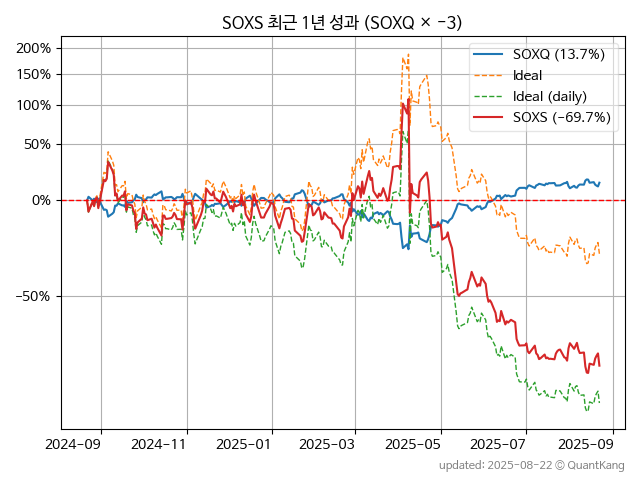 SOXS 최근 1년 성과 (SOXQ × −3)
200%
150%
100%
50%
0%
−50%
SOXQ (13.7%)
Ideal
Ideal (daily)
SOXS (−69.7%)
2024−09
2024−11
2025−01
2025−03
2025−05
2025−07
2025−09
updated: 2025-08-22 © QuantKang